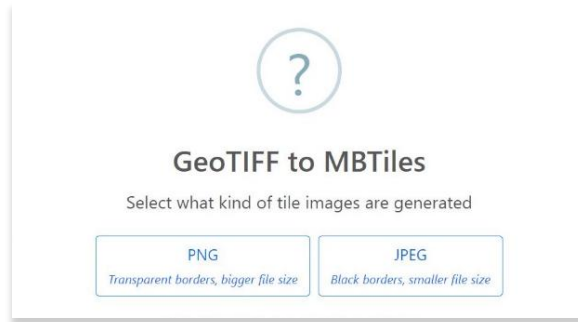 ?
GeoTIFF to MBTiles
Select what kind of tile images are generated
PNG
Transparent borders, bigger file size
JPEG
Black borders, smaller file size